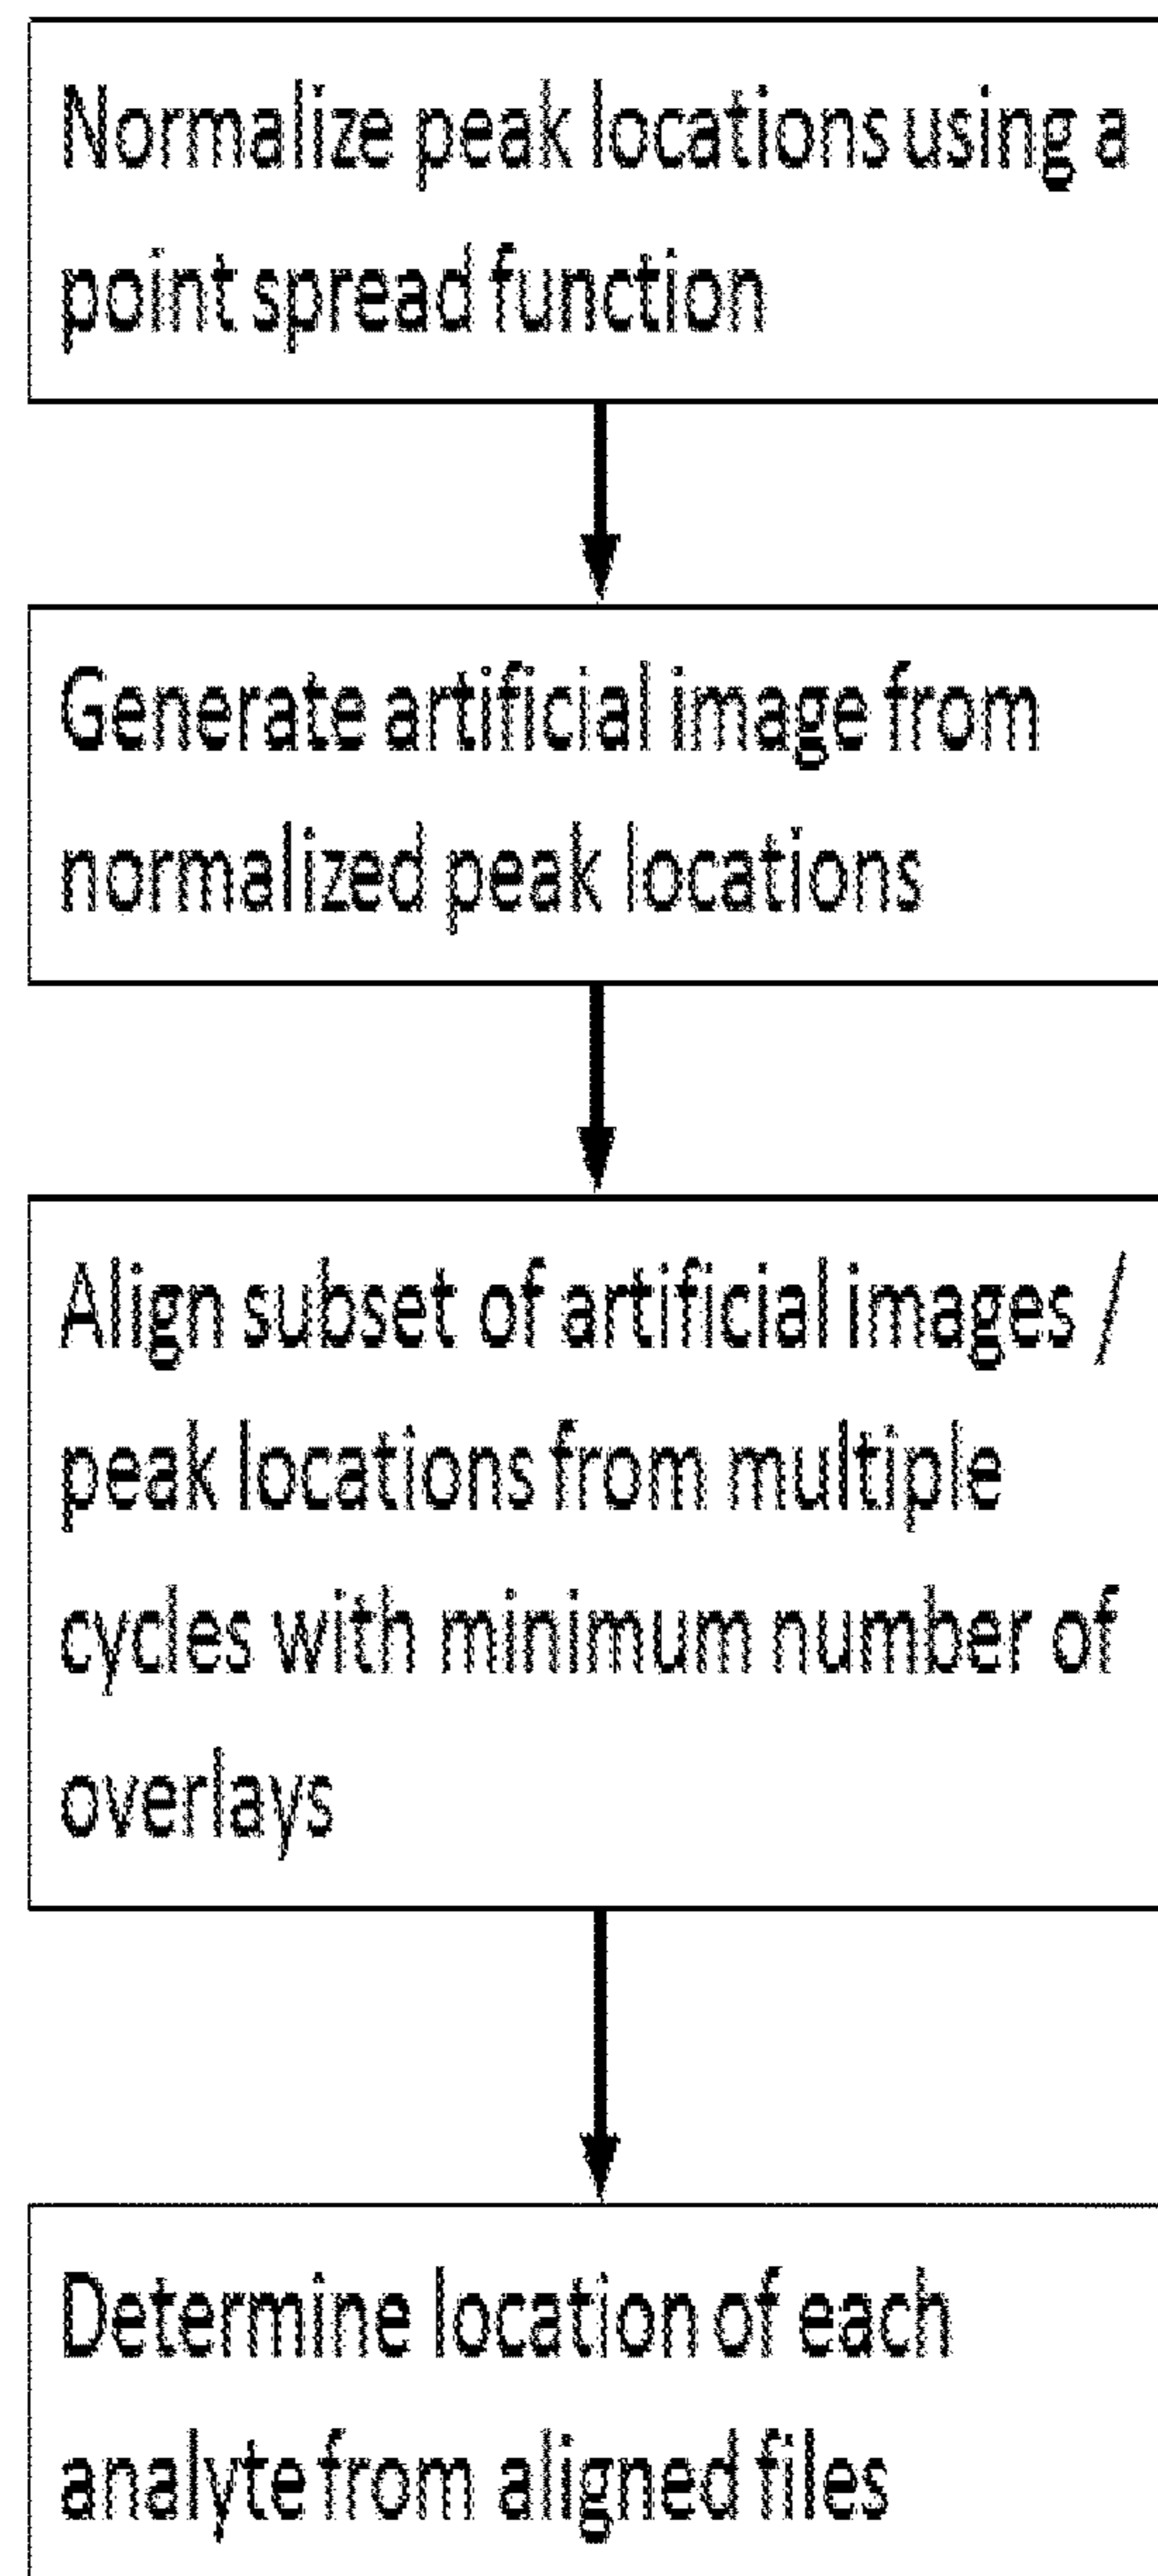 Normalize peak locations using a
point spread function
Generate artificial image from
normalized peak locations
Align subset of artificial images /
peak locations from multiple
cycles with minimum number of
overlays
Determine location of each
analyte from aligned files